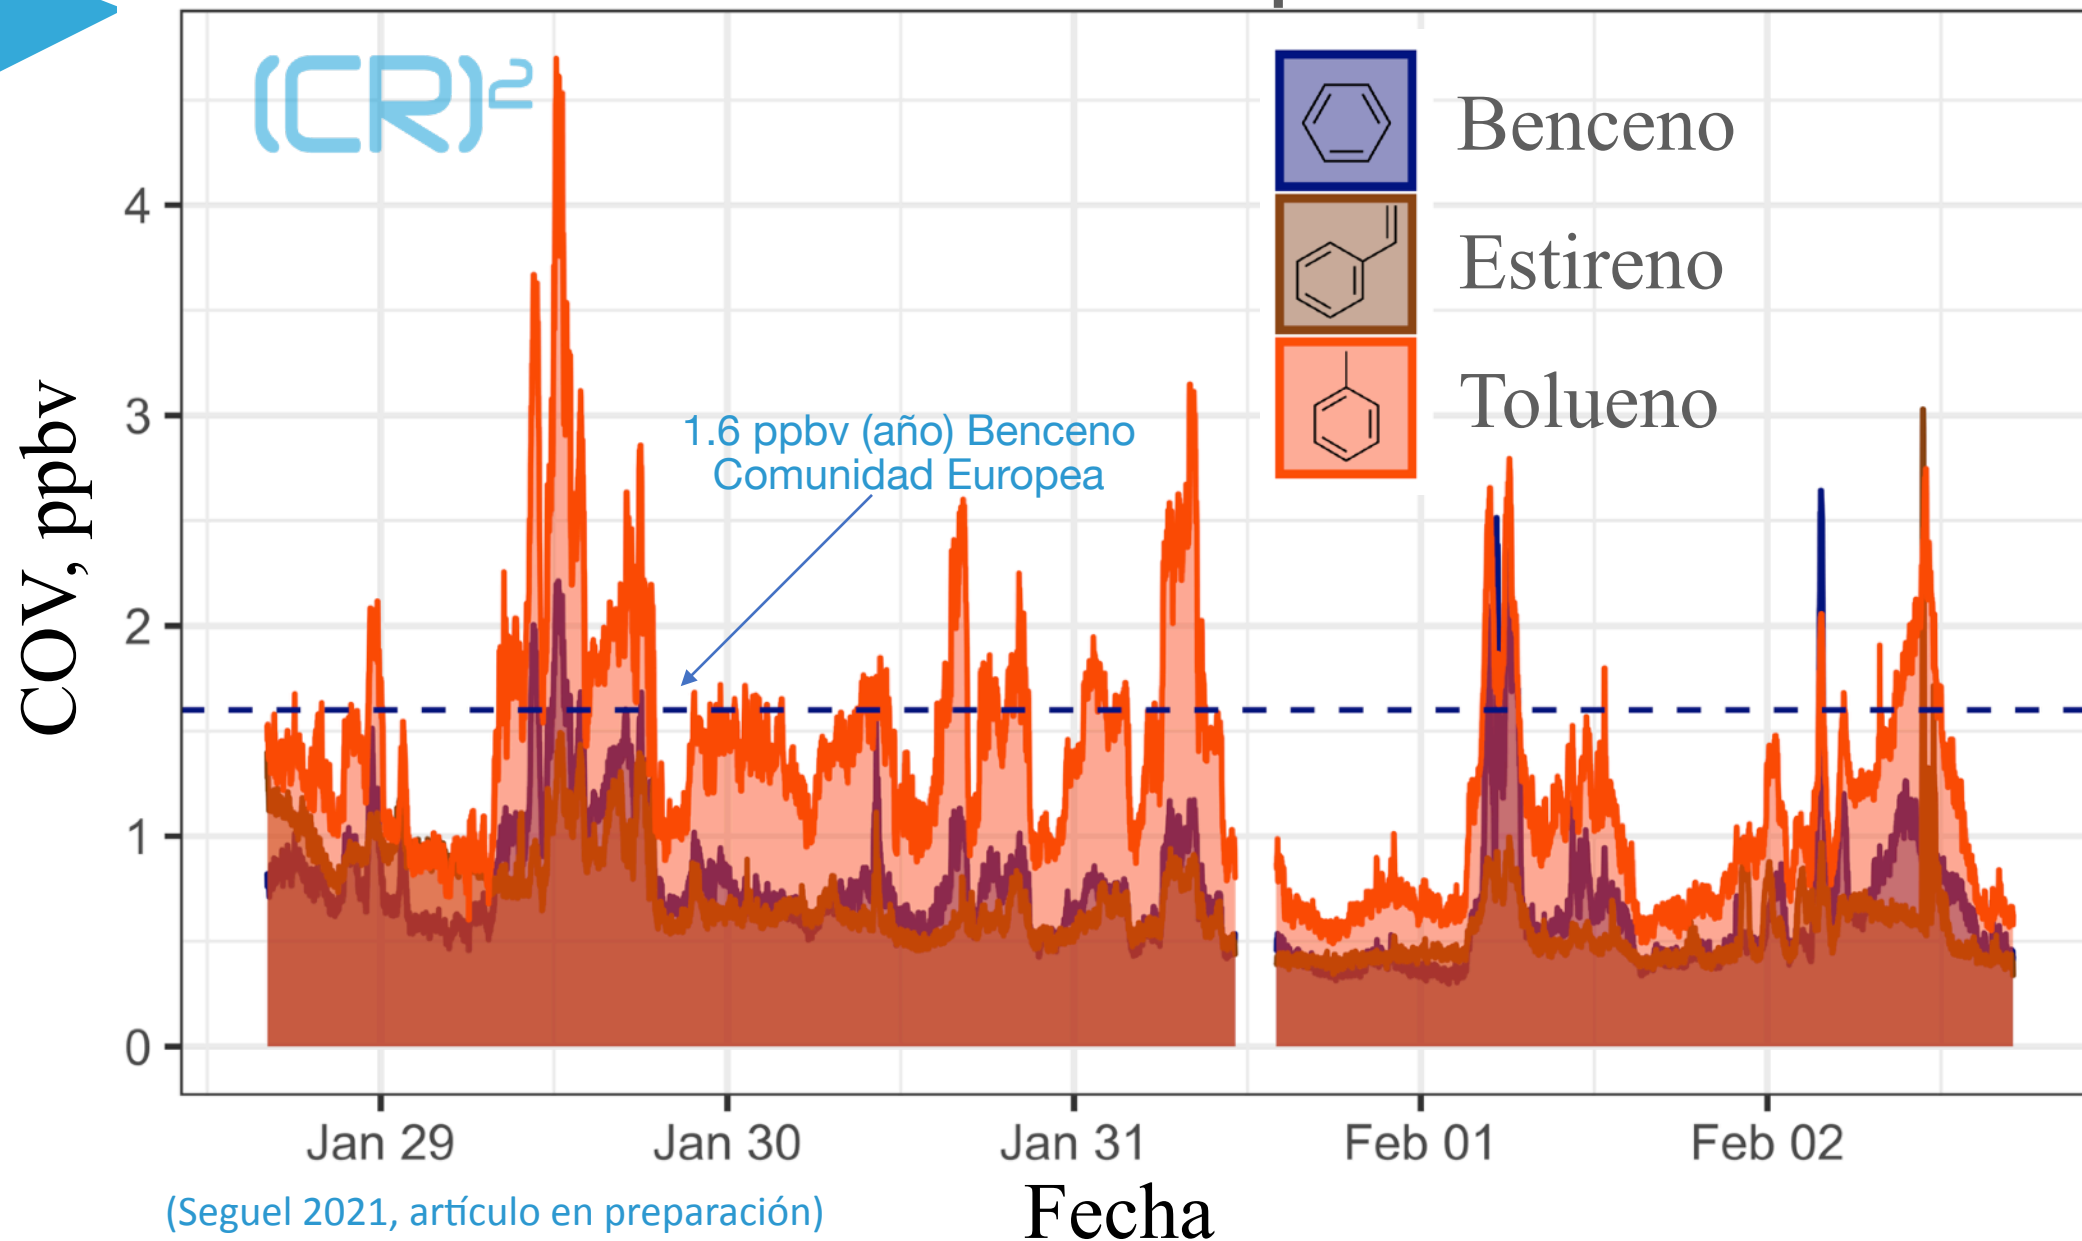 (CR)²
Benceno
Estireno
Tolueno
1.6 ppbv (año) Benceno
Comunidad Europea
COV, ppbv
4
3
2
1
0
Jan 29
Jan 30
Jan 31
Feb 01
Feb 02
Fecha
(Seguel 2021, artículo en preparación)